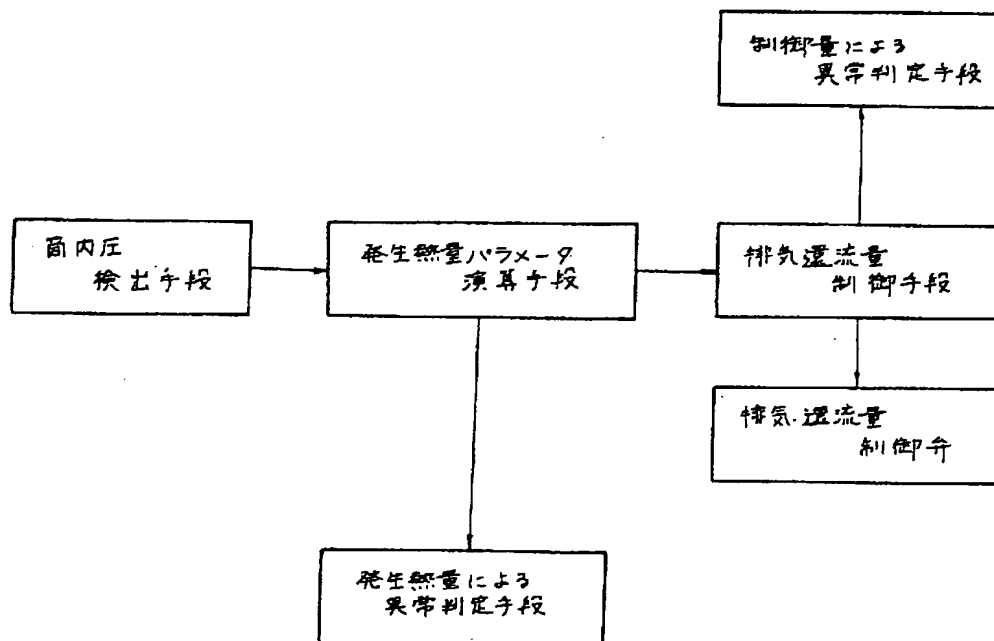 制御量による
異常判定手段
筒内圧
検出手段
発生熱量パラメータ
演算手段
排気還流量
制御手段
排気還流量
制御弁
発生熱量による
異常判定手段